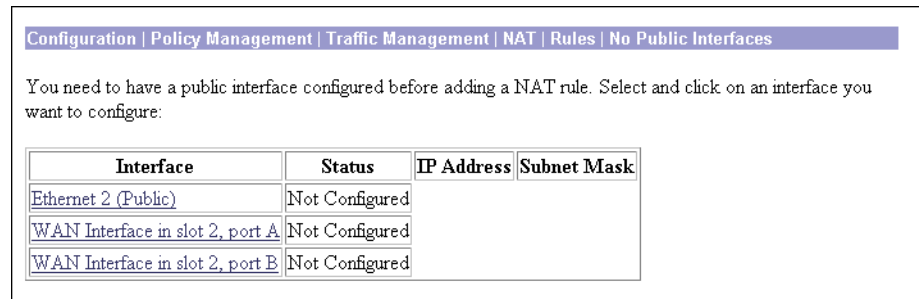 Configuration | Policy Management | Traffic Management | NAT | Rules | No Public Interfaces
You need to have a public interface configured before adding a NAT rule. Select and click on an interface you
want to configure:
Interface Status IP Address Subnet Mask
Ethernet 2 (Public) Not Configured
WAN Interface in slot 2, port A Not Configured
WAN Interface in slot 2, port B Not Configured